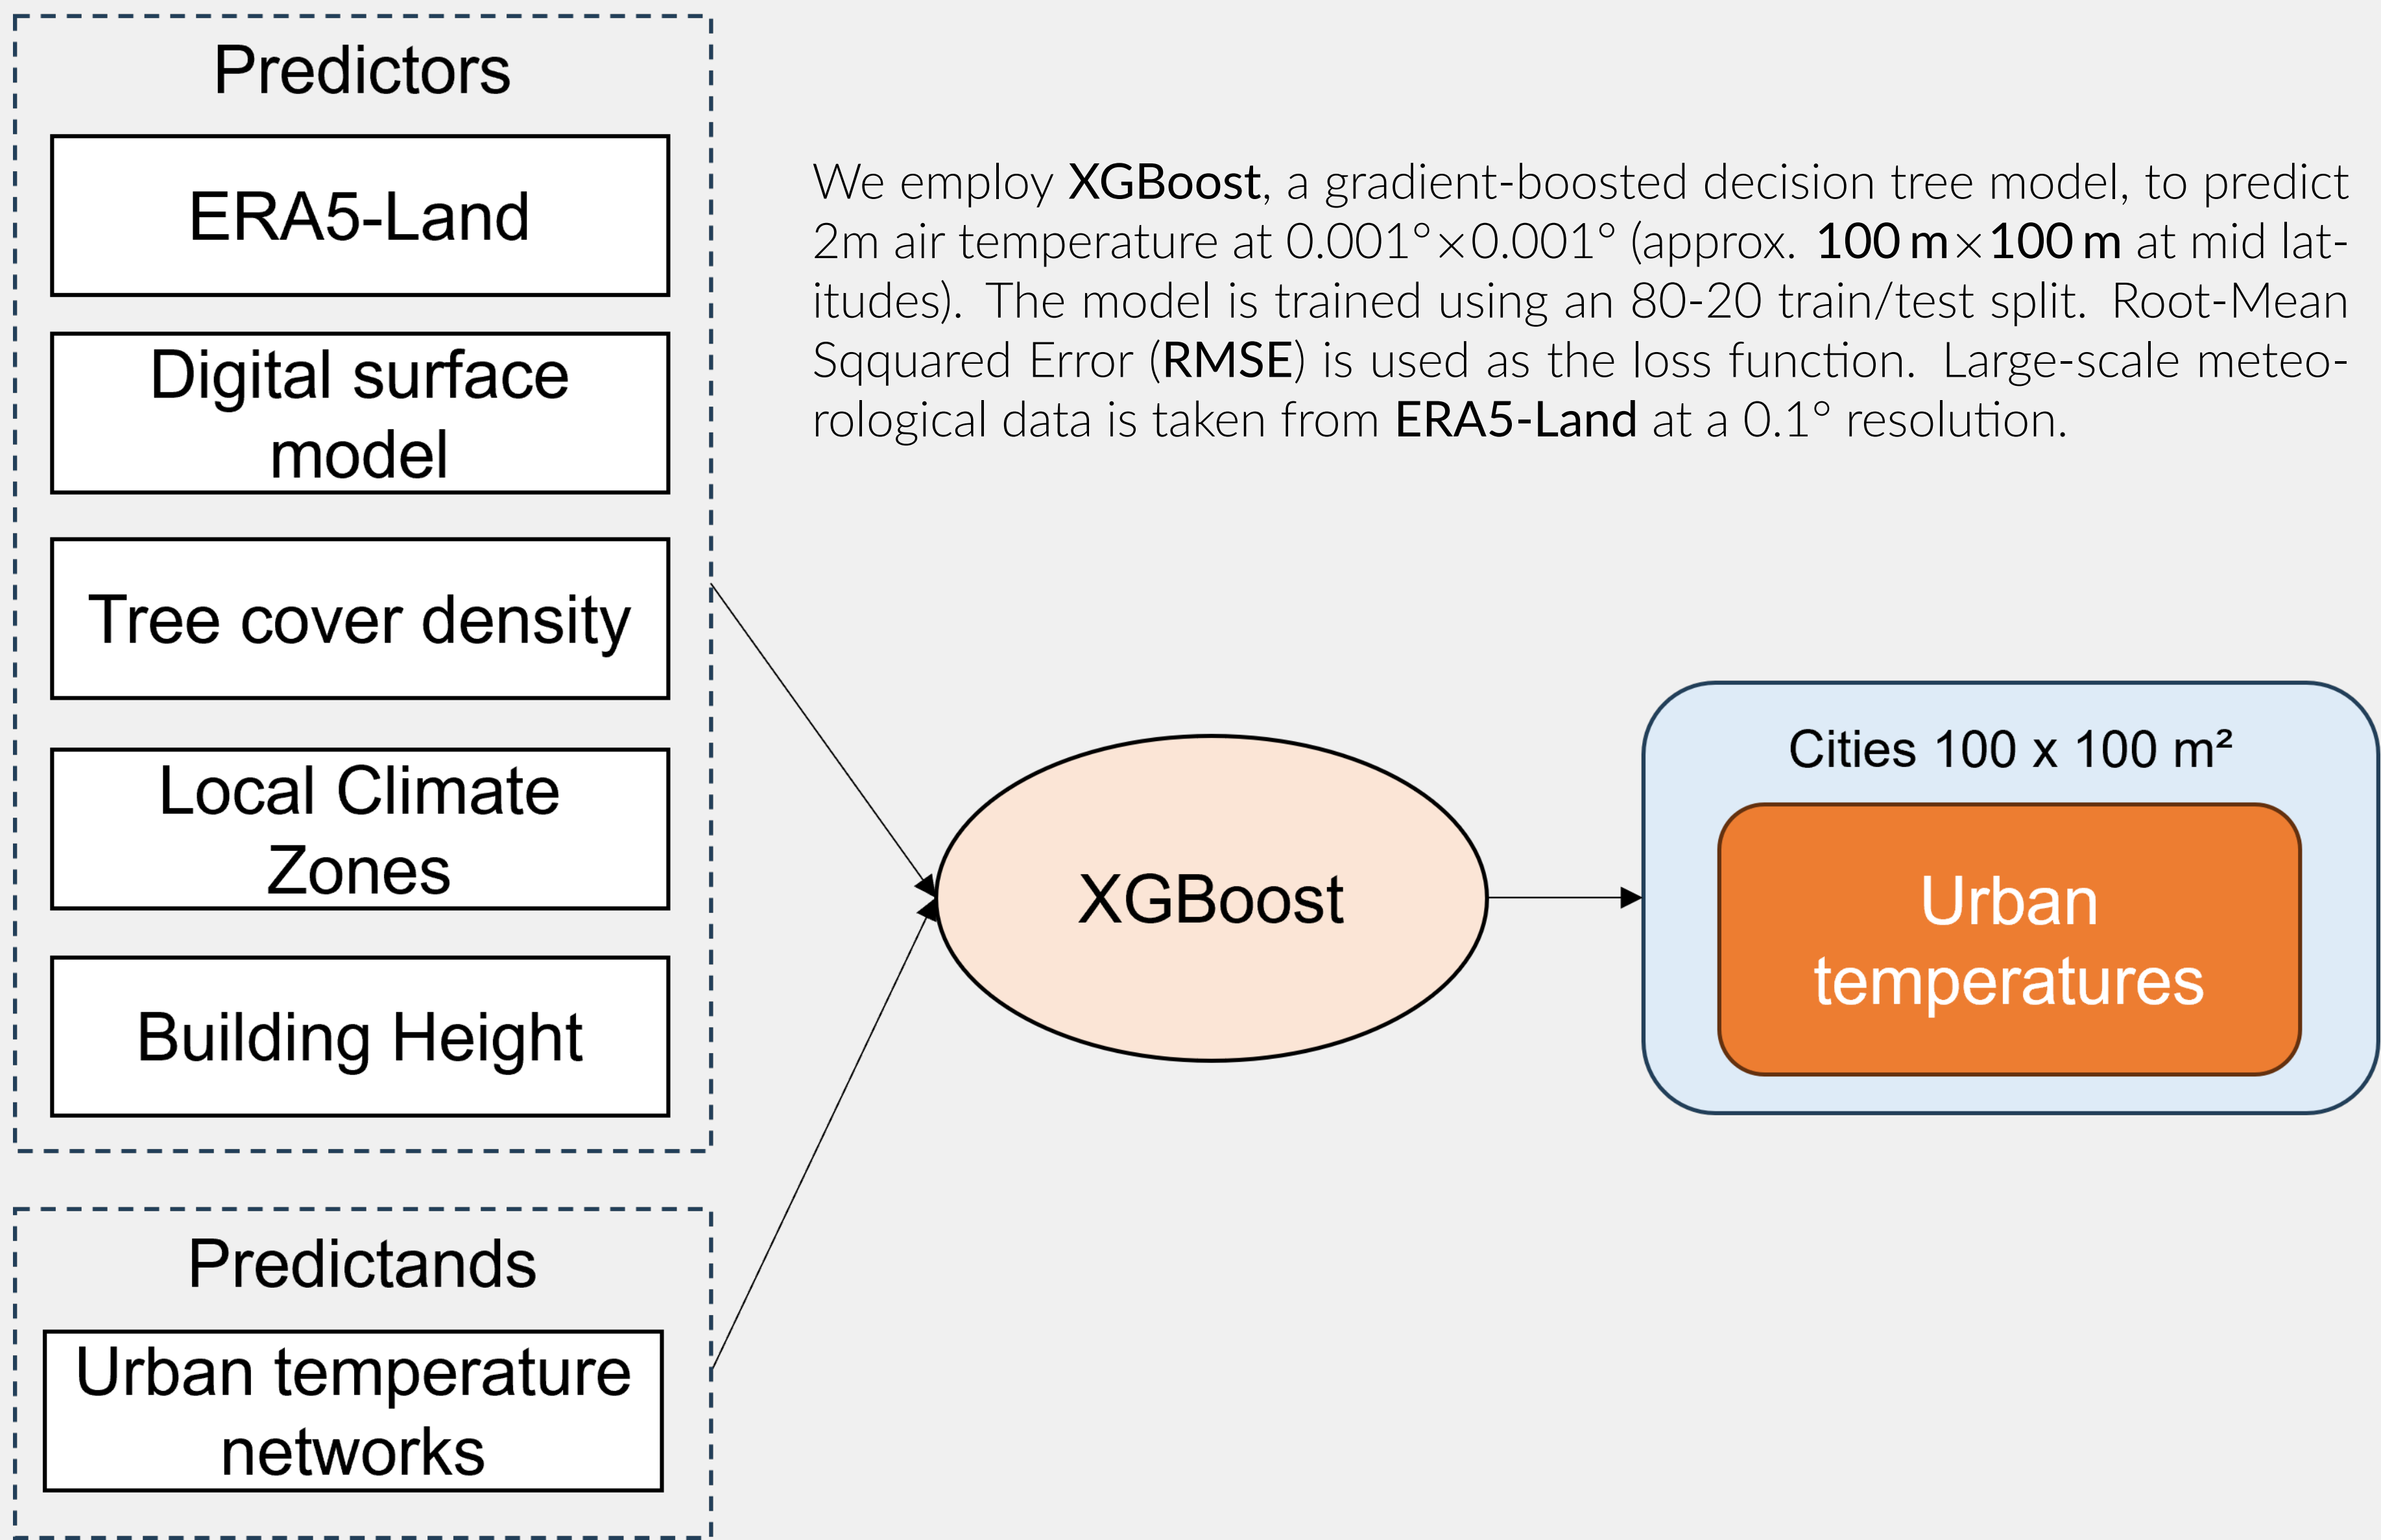 Predictors
ERA5-Land
Digital surface
model
Tree cover density
Local Climate
Zones
Building Height
Predictands
Urban temperature
networks
We employ XGBoost, a gradient-boosted decision tree model, to predict
2m air temperature at 0.001°×0.001° (approx. 100 m×100 m at mid lat-
itudes). The model is trained using an 80-20 train/test split. Root-Mean
Sqquared Error (RMSE) is used as the loss function. Large-scale meteo-
rological data is taken from ERA5-Land at a 0.1° resolution.
XGBoost
Cities 100 x 100 m²
Urban
temperatures